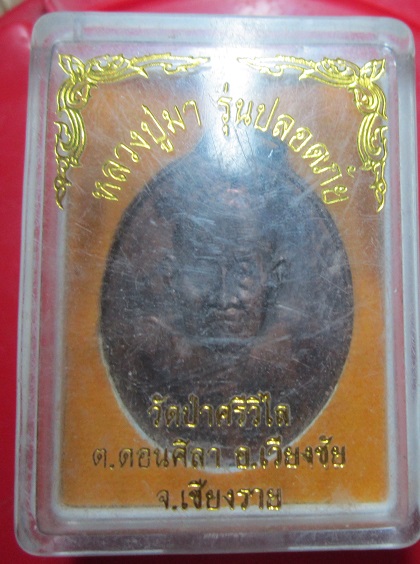 หลวงปู่มา รุ่นปลอดภัย
วัดป่าศรีวิไล
ต.ดอนศิลา อ.เวียงชัย
จ.เชียงราย